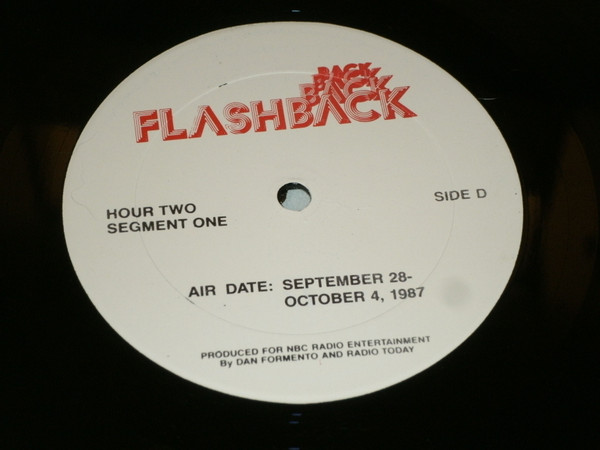 BACK
BACK
FLASHBACK
HOUR TWO
SEGMENT ONE
SIDE D
AIR DATE: SEPTEMBER 28-
OCTOBER 4, 1987
PRODUCED FOR NBC RADIO ENTERTAINMENT
By DAN FORMENTO AND RADIO TODAY